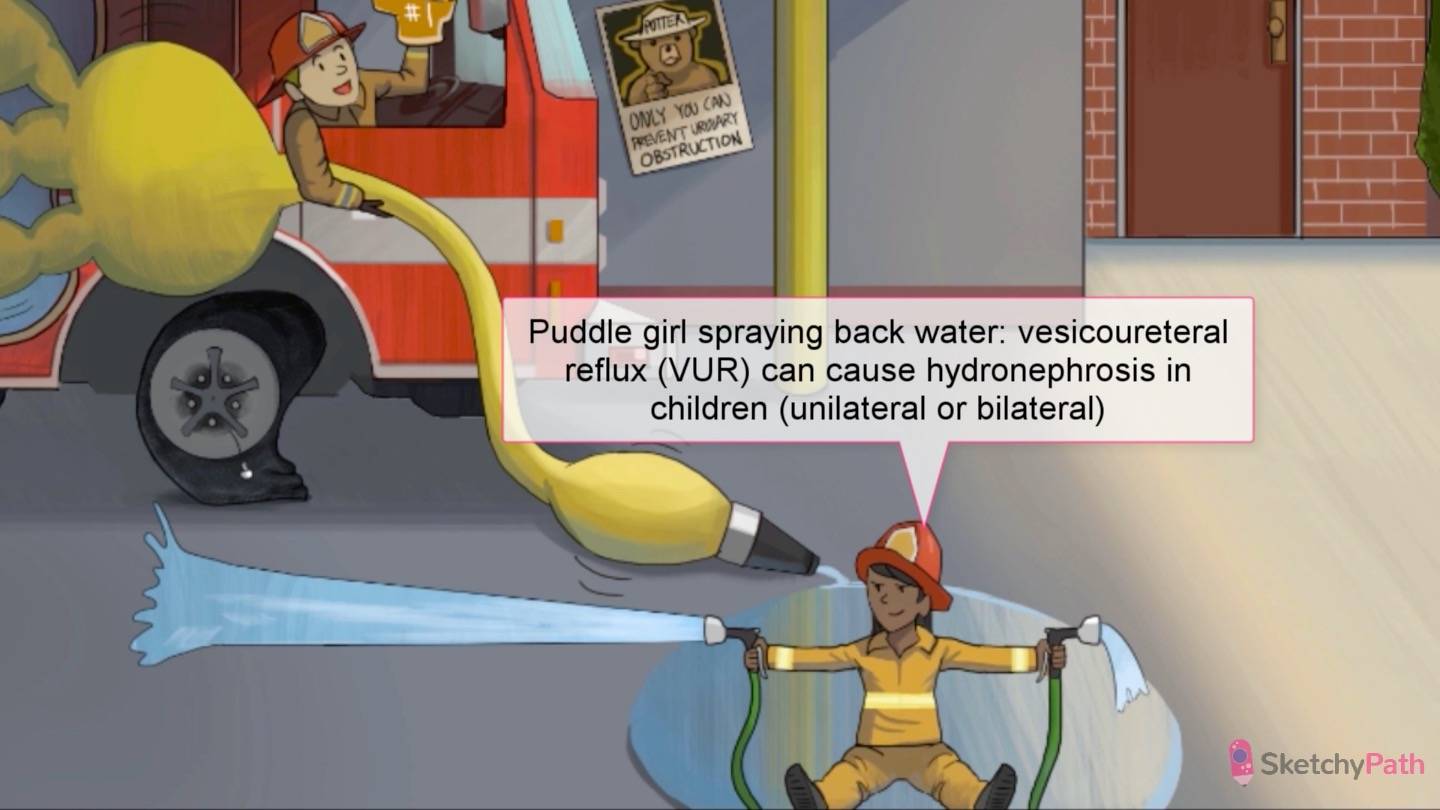 #1
POTTER
ONLY YOU CAN
PREVENT URINARY
OBSTRUCTION
Puddle girl spraying back water: vesicoureteral
reflux (VUR) can cause hydronephrosis in
children (unilateral or bilateral)
SketchyPath